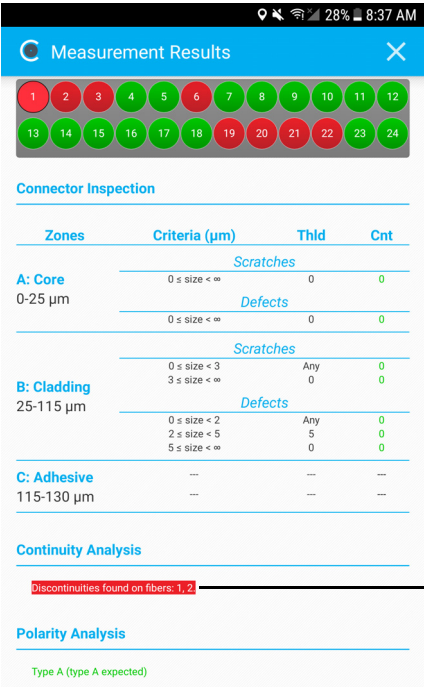 28% 8:37 AM
Measurement Results
1 2 3 4 5 6 7 8 9 10 11 12
13 14 15 16 17 18 19 20 21 22 23 24
Connector Inspection
Zones Criteria (µm) Thld Cnt
Scratches
A: Core 0 ≤ size < ∞ 0 0
0-25 µm
Defects
0 ≤ size < ∞ 0 0
Scratches
0 ≤ size < 3 Any 0
3 ≤ size < ∞ 0 0
B: Cladding
25-115 µm
Defects
0 ≤ size < 2 Any 0
2 ≤ size < 5 5 0
5 ≤ size < ∞ 0 0
C: Adhesive --- --- ---
115-130 µm --- --- ---
Continuity Analysis
Discontinuities found on fibers: 1, 2.
Polarity Analysis
Type A (type A expected)